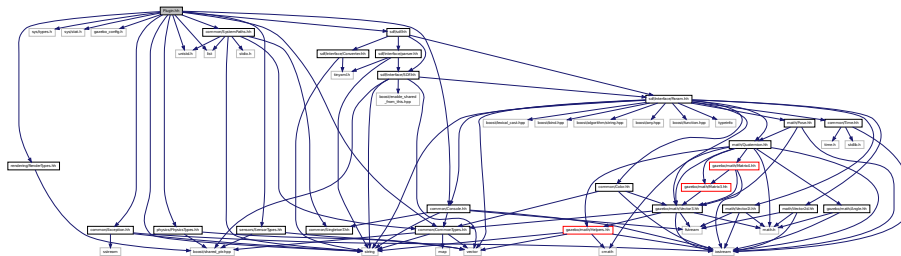 Plugin.hh
sys/types.h
sys/stat.h
gazebo_config.h
common/SystemPaths.hh
sdf/sdf.hh
unistd.h
list
stdio.h
sdf/interface/Converter.hh
sdf/interface/parser.hh
tinyxml.h
sdf/interface/SDF.hh
boost/enable_shared
_from_this.hpp
sdf/interface/Param.hh
boost/lexical_cast.hpp
boost/bind.hpp
boost/algorithm/string.hpp
boost/any.hpp
boost/function.hpp
typeinfo
math/Pose.hh
common/Time.hh
math/Quaternion.hh
time.h
stdlib.h
rendering/RenderTypes.hh
gazebo/math/Matrix4.hh
gazebo/math/Matrix3.hh
common/Color.hh
common/Console.hh
gazebo/math/Vector3.hh
math/Vector3.hh
math/Vector2d.hh
gazebo/math/Angle.hh
common/Exception.hh
physics/PhysicsTypes.hh
sensors/SensorTypes.hh
common/SingletonT.hh
common/CommonTypes.hh
gazebo/math/Helpers.hh
fstream
math.h
sstream
boost/shared_ptr.hpp
string
map
vector
cmath
iostream